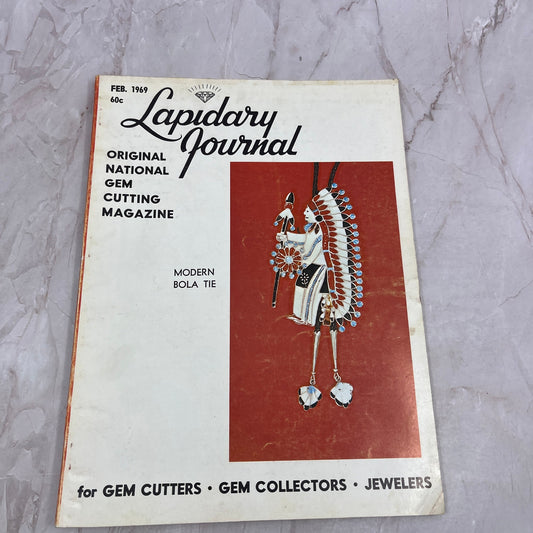 FEB. 1969
60c
Lapidary
Journal
ORIGINAL
NATIONAL
GEM
CUTTING
MAGAZINE
MODERN
BOLA TIE
for GEM CUTTERS • GEM COLLECTORS • JEWELERS